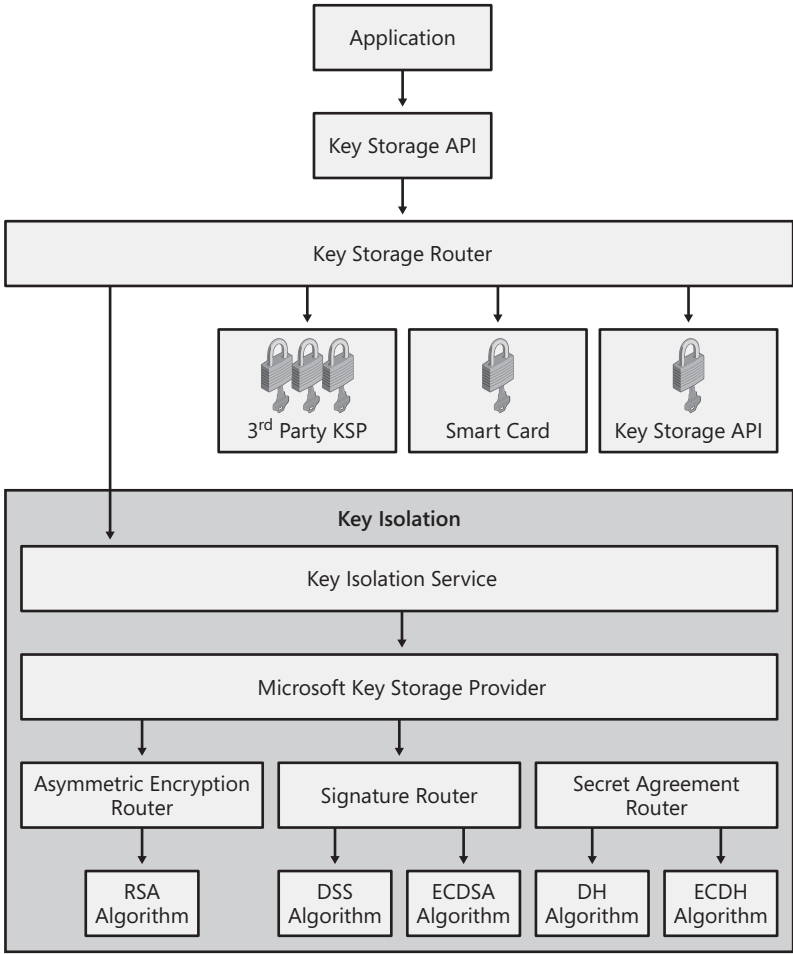 Application
Key Storage API
Key Storage Router
3rd Party KSP
Smart Card
Key Storage API
Key Isolation
Key Isolation Service
Microsoft Key Storage Provider
Asymmetric Encryption
Router
Signature Router
Secret Agreement
Router
RSA
Algorithm
DSS
Algorithm
ECDSA
Algorithm
DH
Algorithm
ECDH
Algorithm